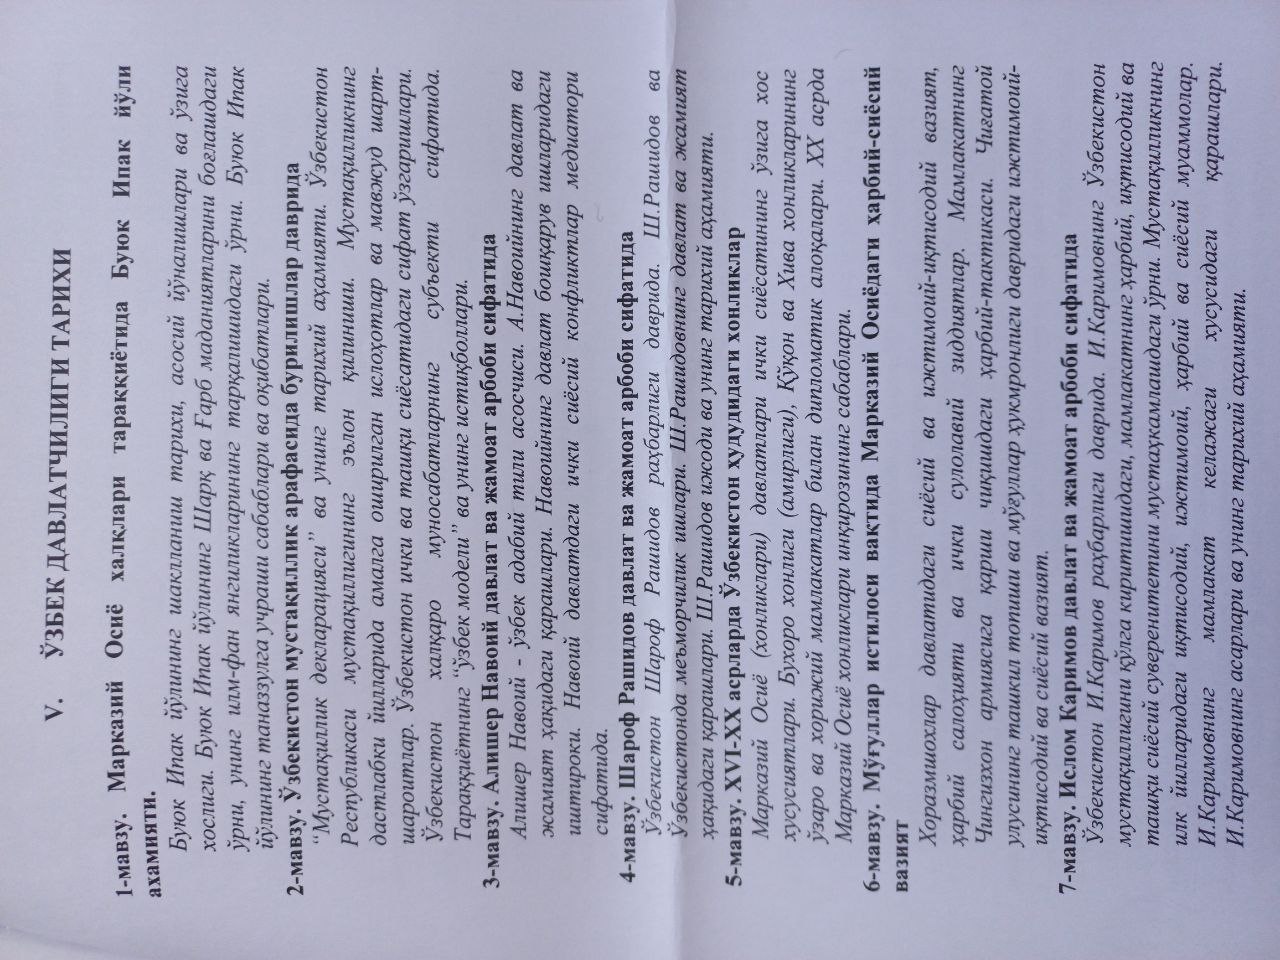 V. ЎЗБЕК ДАВЛАТЧИЛИГИ ТАРИХИ
1-мавзу. Марказий Осиё халқлари тараққиётида Буюк Ипак йўли
ахамияти.
Буюк Ипак йўлининг шаклланиш тарихи, асосий йўналишлари ва ўзига
хослиги. Буюк Ипак йўлининг Шарқ ва Ғарб маданиятларини боғлашдаги
ўрни, унинг илм-фан янгиликларининг тарқалишидаги ўрни. Буюк Ипак
йўлининг таназзулга учраши сабаблари ва оқибатлари.
2-мавзу. Ўзбекистон мустақиллик арафасида бурилишлар даврида
“Мустақиллик декларацияси” ва унинг тарихий аҳамияти. Ўзбекистон
Республикаси мустақиллигининг эълон қилиниши. Мустақилликнинг
дастлабки йилларида амалга оширилган ислоҳотлар ва мавжуд шарт-
шароитлар. Ўзбекистон ички ва ташқи сиёсатидаги сифат ўзгаришлари.
Ўзбекистон халқаро муносабатларнинг субъекти сифатида.
Тараққиётнинг “ўзбек модели” ва унинг истиқболлари.
3-мавзу. Алишер Навоий давлат ва жамоат арбоби сифатида
Алишер Навоий - ўзбек адабий тили асосчиси. А.Навоийнинг давлат ва
жамият ҳақидаги қарашлари. Навоийнинг давлат бошқарув ишларидаги
иштироки. Навоий давлатдаги ички сиёсий конфликтлар медиатори
сифатида.
4-мавзу. Шароф Рашидов давлат ва жамоат арбоби сифатида
Ўзбекистон Шароф Рашидов раҳбарлиги даврида. Ш.Рашидов ва
Ўзбекистонда меъморчилик ишлари. Ш.Рашидовнинг давлат ва жамият
ҳақидаги қарашлари. Ш.Рашидов ижоди ва унинг тарихий аҳамияти.
5-мавзу. XVI-XX асрларда Ўзбекистон ҳудудидаги хонликлар
Марказий Осиё (хонликлари) давлатлари ички сиёсатининг ўзига хос
хусусиятлари. Бухоро хонлиги (амирлиги), Қўқон ва Хива хонликларининг
ўзаро ва хорижий мамлакатлар билан дипломатик алоқалари. XX асрда
Марказий Осиё хонликлари инқирозининг сабаблари.
6-мавзу. Мўғуллар истилоси вақтида Марказий Осиёдаги ҳарбий-сиёсий
вазият
Хоразмшохлар давлатидаги сиёсий ва ижтимоий-иқтисодий вазият,
ҳарбий салоҳияти ва ички сулолавий зиддиятлар. Мамлакатнинг
Чингизхон армиясига қарши чиқишдаги ҳарбий-тактикаси. Чиғатой
улусининг ташкил топиши ва мўғуллар ҳукмронлиги давридаги ижтимоий-
иқтисодий ва сиёсий вазият.
7-мавзу. Ислом Каримов давлат ва жамоат арбоби сифатида
Ўзбекистон И.Каримов раҳбарлиги даврида. И.Каримовнинг Ўзбекистон
мустақиллигини қўлга киритишидаги, мамлакатнинг ҳарбий, иқтисодий ва
ташқи сиёсий суверенитетини мустаҳкамлашдаги ўрни. Мустақилликнинг
илк йилларидаги иқтисодий, ижтимоий, ҳарбий ва сиёсий муаммолар.
И.Каримовнинг мамлакат келажаги хусусидаги қарашлари.
И.Каримовнинг асарлари ва унинг тарихий аҳамияти.